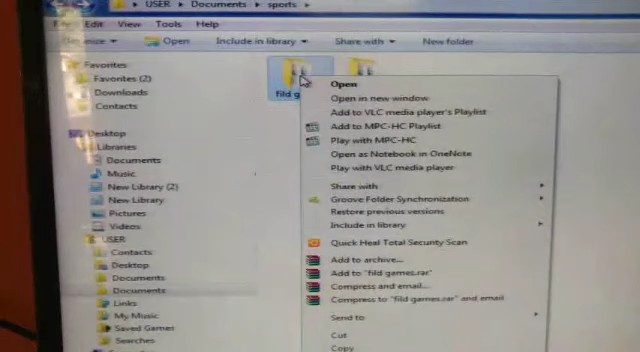 USER ▸ Documents ▸ sports ▸
Edit View Tools Help
Open Include in library Share with New folder
Favorites
Favorites (2)
Downloads
Contacts
Desktop
Libraries
Documents
Music
New Library (2)
New Library
Pictures
Videos
USER
Contacts
Desktop
Documents
Documents
Links
My Music
Saved Games
Searches
fild
Open
Open in new window
Add to VLC media player's Playlist
Add to MPC-HC Playlist
Play with MPC-HC
Open as Notebook in OneNote
Play with VLC media player
Share with
Groove Folder Synchronization
Restore previous versions
Include in library
Quick Heal Total Security Scan
Add to archive...
Add to "fild games.rar"
Compress and email...
Compress to "fild games.rar" and email
Send to
Cut
Copy